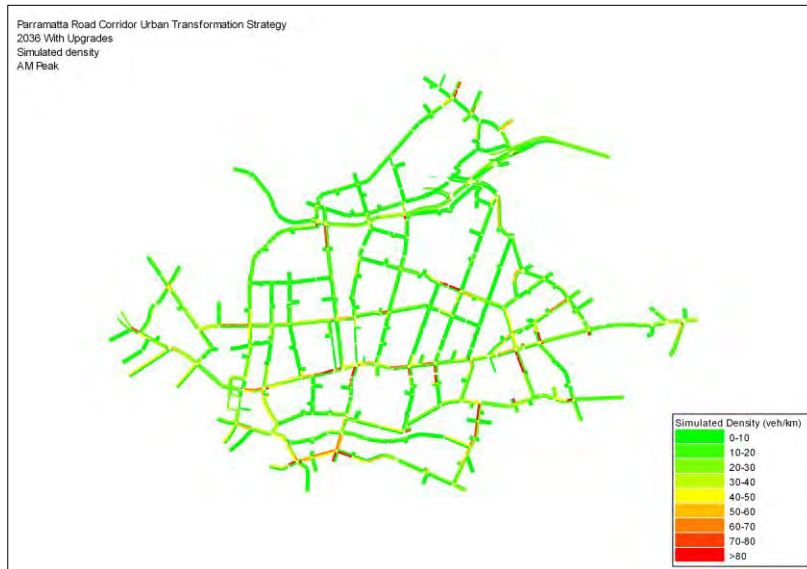 Parramatta Road Corridor Urban Transformation Strategy
2036 With Upgrades
Simulated density
AM Peak
Simulated Density (veh/km)
0-10
10-20
20-30
30-40
40-50
50-60
60-70
70-80
>80